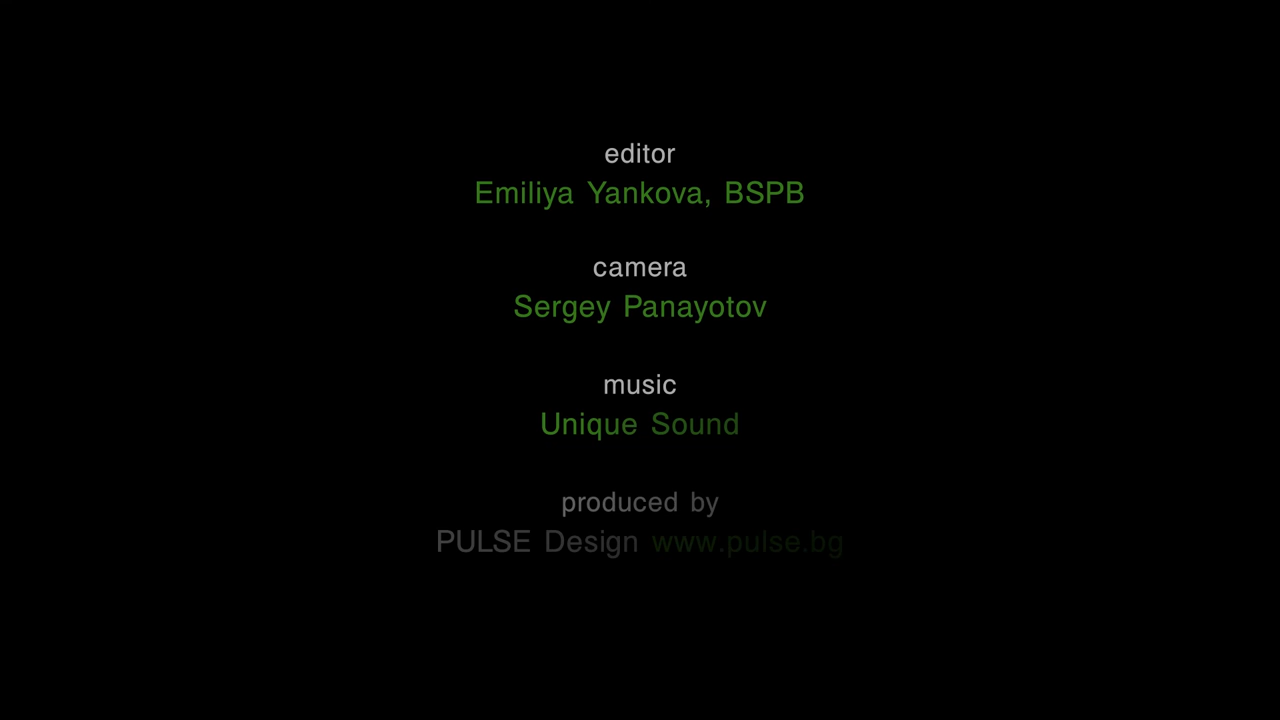 editor
Emiliya Yankova, BSPB
camera
Sergey Panayotov
music
Unique Sound
produced by
PULSE Design www.pulse.bg